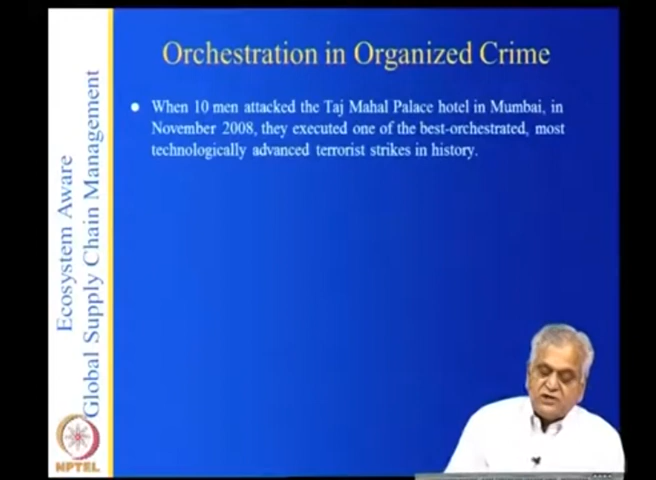 Orchestration in Organized Crime
When 10 men attacked the Taj Mahal Palace hotel in Mumbai, in
November 2008, they executed one of the best-orchestrated, most
technologically advanced terrorist strikes in history.
Ecosystem Aware
Global Supply Chain Management
NPTEL